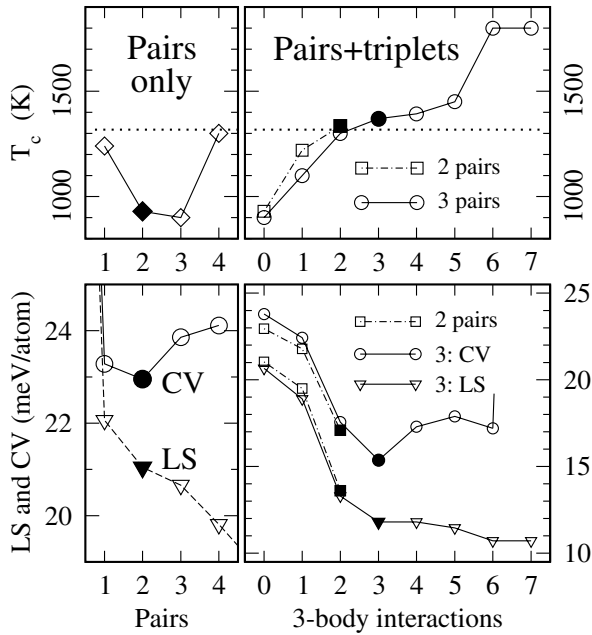 Pairs
only
Pairs+triplets
T_c (K)
1500
1000
1500
1000
2 pairs
3 pairs
1 2 3 4
0 1 2 3 4 5 6 7
LS and CV (meV/atom)
24
22
20
CV
LS
2 pairs
3: CV
3: LS
25
20
15
10
1 2 3 4
0 1 2 3 4 5 6 7
Pairs
3-body interactions